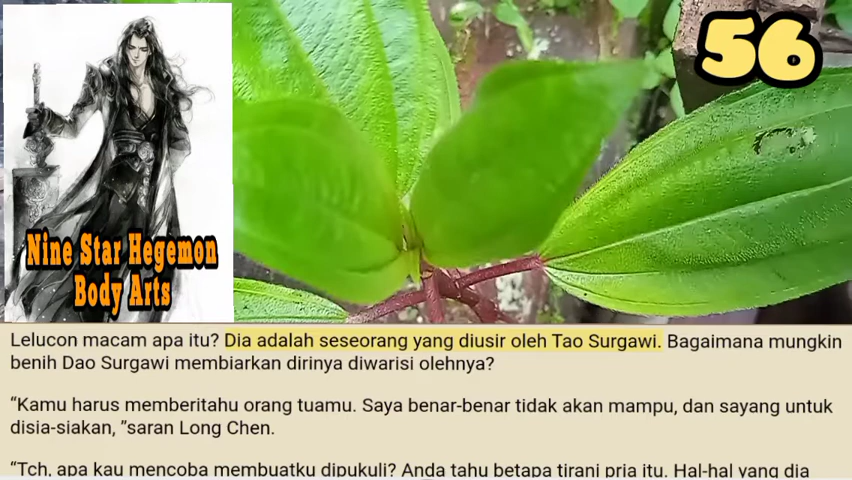 56
Nine Star Hegemon
Body Arts
Lelucon macam apa itu? Dia adalah seseorang yang diusir oleh Tao Surgawi. Bagaimana mungkin
benih Dao Surgawi membiarkan dirinya diwarisi olehnya?
“Kamu harus memberitahu orang tuamu. Saya benar-benar tidak akan mampu, dan sayang untuk
disia-siakan, ”saran Long Chen.
“Tch, apa kau mencoba membuatku dipukuli? Anda tahu betapa tirani pria itu. Hal-hal yang dia